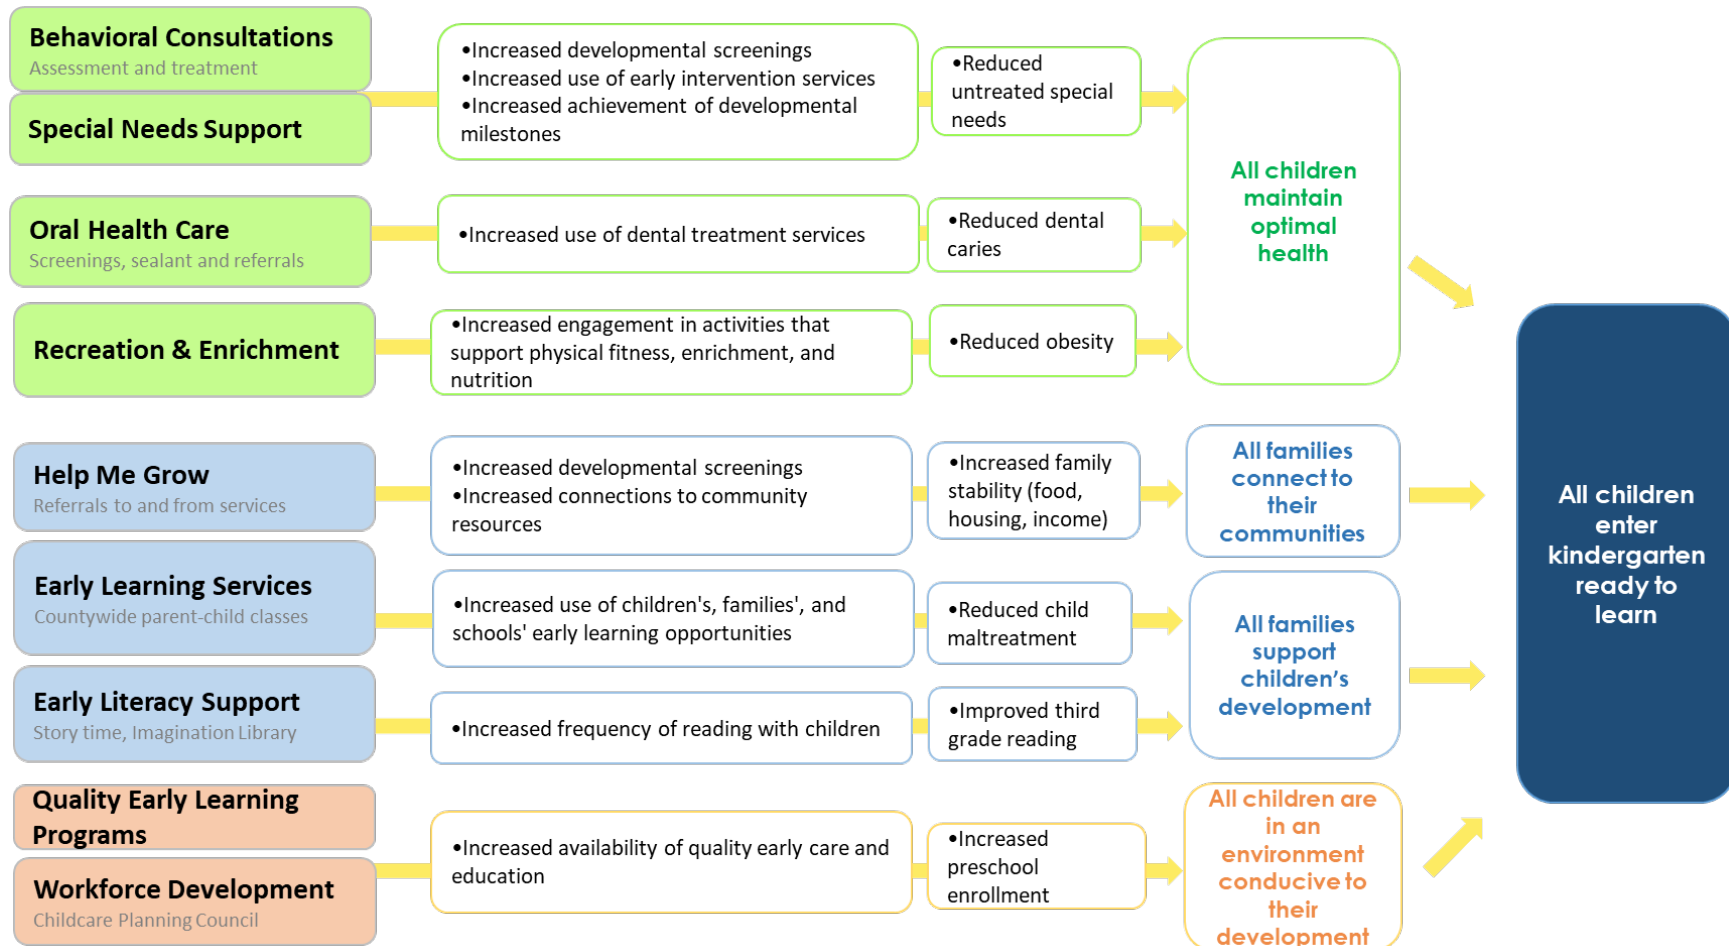 Behavioral Consultations
Assessment and treatment
Special Needs Support
•Increased developmental screenings
•Increased use of early intervention services
•Increased achievement of developmental
milestones
•Reduced
untreated special
needs
All children
maintain
optimal
health
Oral Health Care
Screenings, sealant and referrals
•Increased use of dental treatment services
•Reduced dental
caries
Recreation & Enrichment
•Increased engagement in activities that
support physical fitness, enrichment, and
nutrition
•Reduced obesity
Help Me Grow
Referrals to and from services
•Increased developmental screenings
•Increased connections to community
resources
•Increased family
stability (food,
housing, income)
All families
connect to
their
communities
Early Learning Services
Countywide parent-child classes
•Increased use of children's, families', and
schools' early learning opportunities
•Reduced child
maltreatment
All families
support
children’s
development
Early Literacy Support
Story time, Imagination Library
•Increased frequency of reading with children
•Improved third
grade reading
Quality Early Learning
Programs
Workforce Development
Childcare Planning Council
•Increased availability of quality early care and
education
•Increased
preschool
enrollment
All children are
in an
environment
conducive to
their
development
All children
enter
kindergarten
ready to
learn